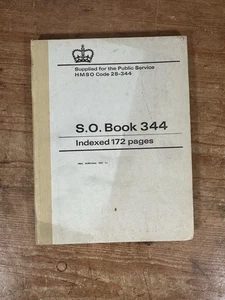 Supplied for the Public Service
HMSO Code 28-344
S.O. Book 344
Indexed 172 pages